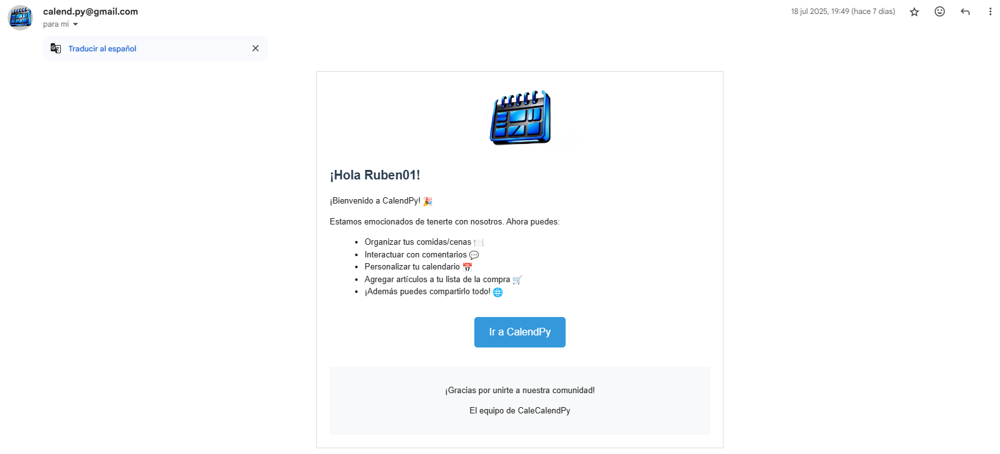 calend.py@gmail.com
18 jul 2025, 19:49 (hace 7 días)
para mí
Traducir al español
¡Hola Ruben01!
¡Bienvenido a CalendPy! 🎉
Estamos emocionados de tenerte con nosotros. Ahora puedes:
• Organizar tus comidas/cenas 🍽️
• Interactuar con comentarios 💬
• Personalizar tu calendario 📅
• Agregar artículos a tu lista de la compra 🛒
• ¡Además puedes compartirlo todo! 🌐
Ir a CalendPy
¡Gracias por unirte a nuestra comunidad!
El equipo de CaleCalendPy